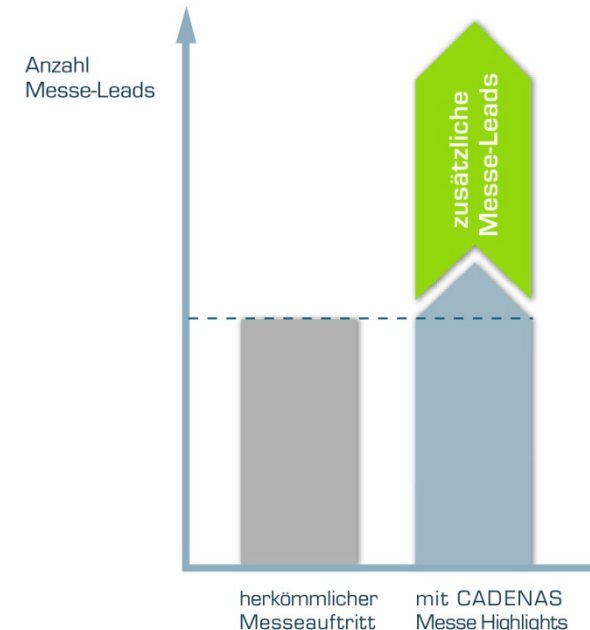 Anzahl
Messe-Leads
zusätzliche
Messe-Leads
herkömmlicher
Messeauftritt
mit CADENAS
Messe Highlights